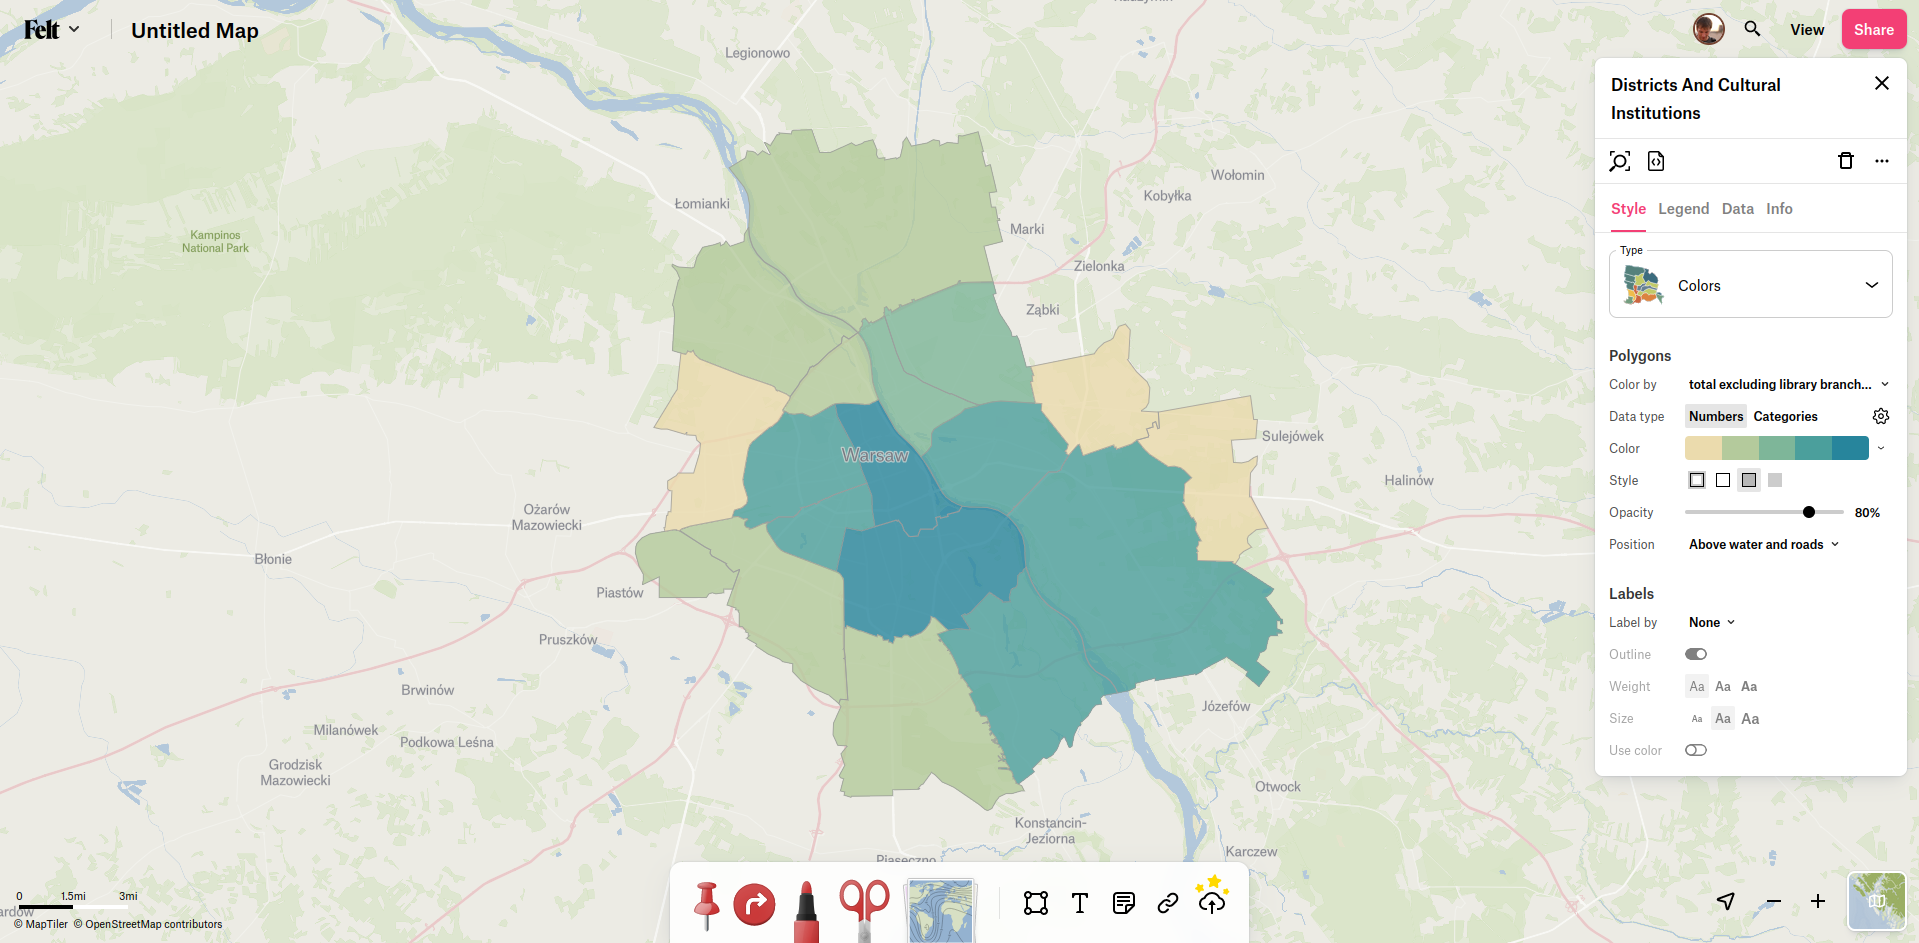 Felt
Untitled Map
View
Share
Legionowo
Łomianki
Kampinos
National Park
Wołomin
Kobyłka
Marki
Zielonka
Ząbki
Warsaw
Sulejówek
Halinów
Ożarów
Mazowiecki
Błonie
Piastów
Pruszków
Brwinów
Józefów
Milanówek
Podkowa Leśna
Grodzisk
Mazowiecki
Otwock
Konstancin-
Jeziorna
Karczew
Piaseczno
0 1.5mi 3mi
© MapTiler © OpenStreetMap contributors
Districts And Cultural
Institutions
Style Legend Data Info
Type
Colors
Polygons
Color by total excluding library branch...
Data type Numbers Categories
Color
Style
Opacity 80%
Position Above water and roads
Labels
Label by None
Outline
Weight Aa Aa Aa
Size Aa Aa Aa
Use color
T